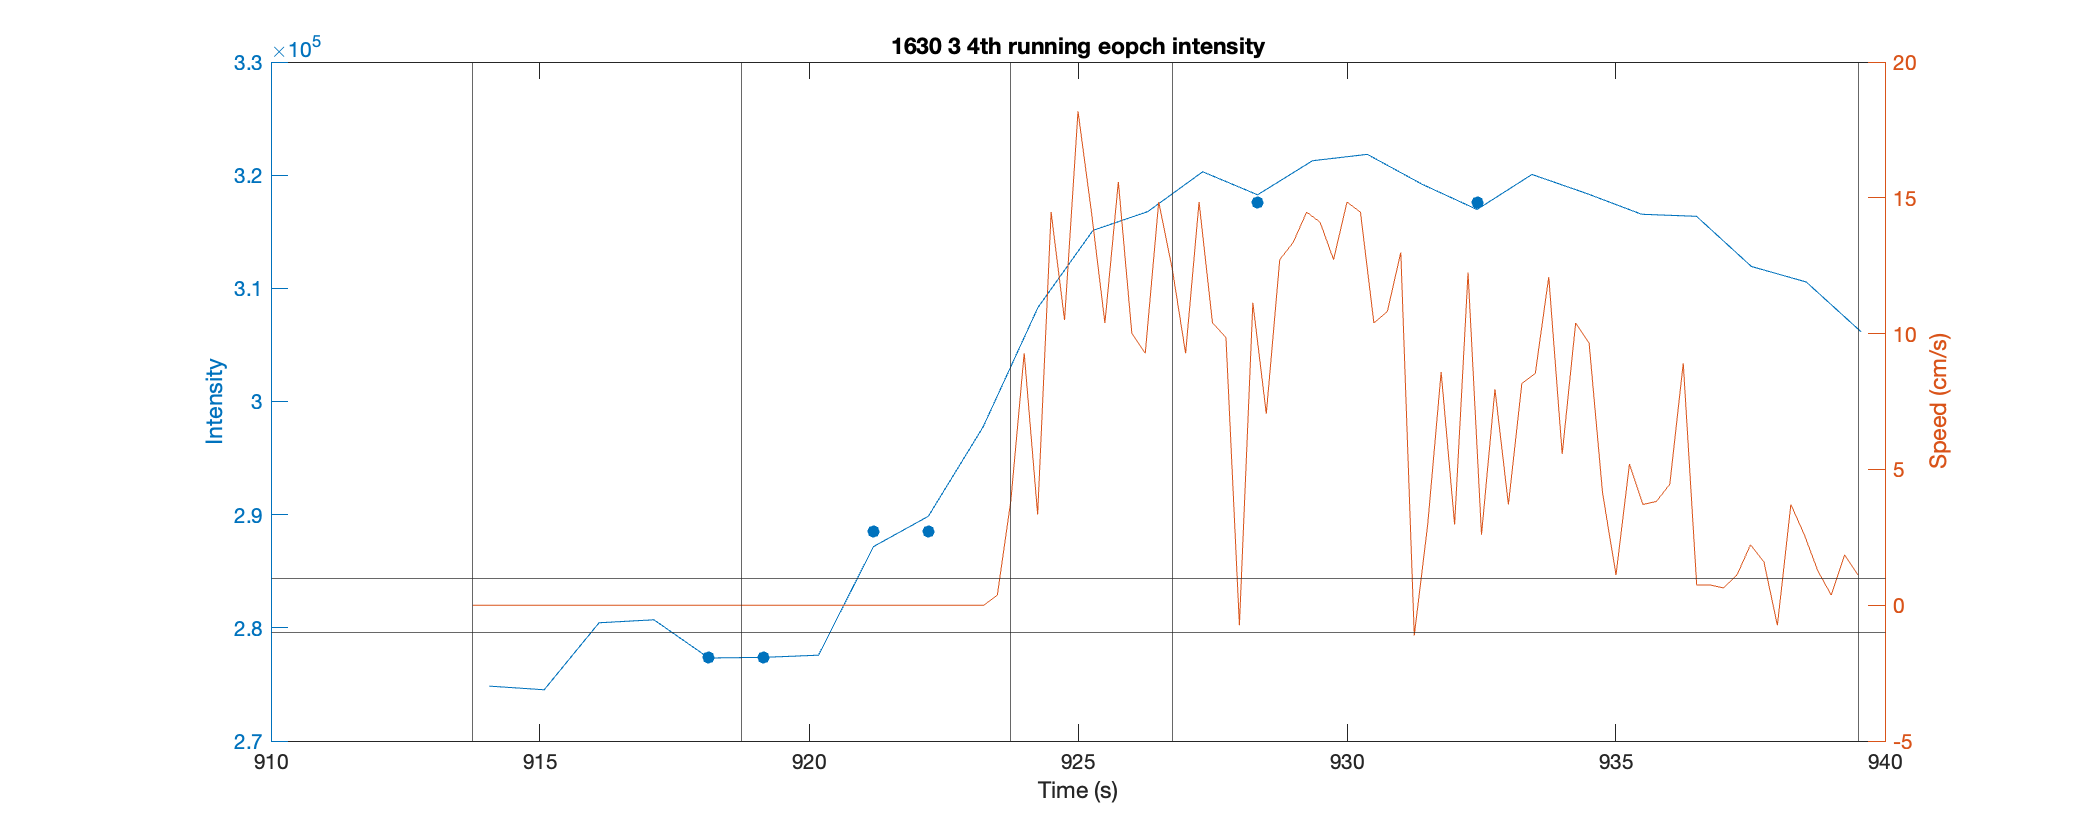 1630 3 4th running eopch intensity
×10^5
3.3
3.2
3.1
3
2.9
2.8
2.7
Intensity
20
15
10
5
0
-5
Speed (cm/s)
910 915 920 925 930 935 940
Time (s)